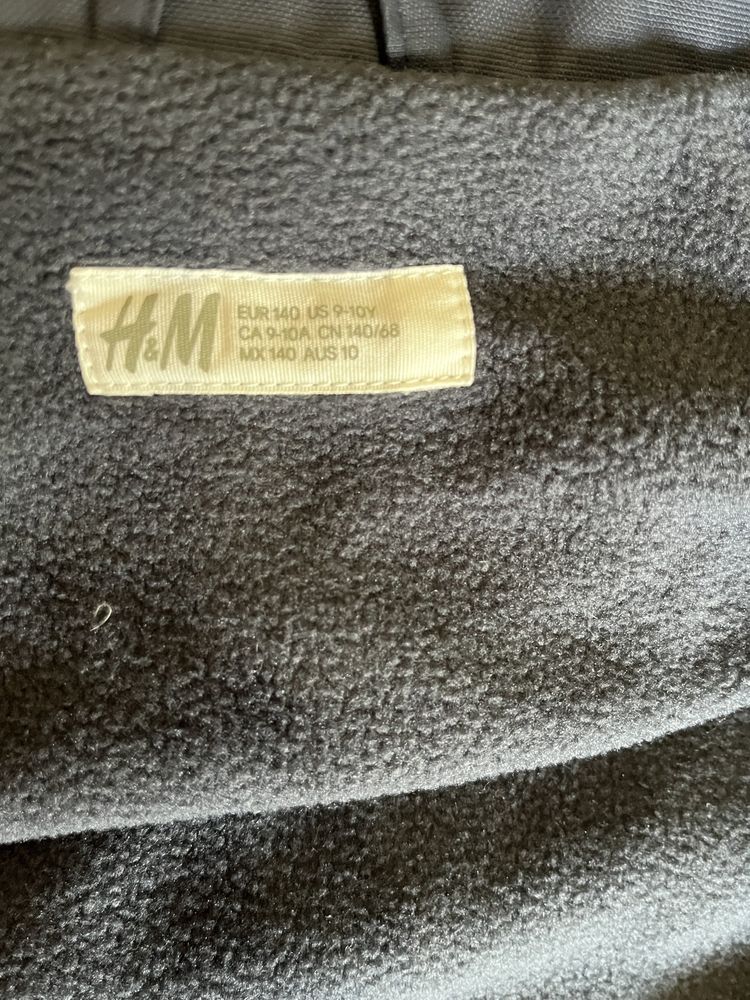 H&M
EUR 140 US 9-10Y
CA 9-10A CN 140/68
MX 140 AUS 10